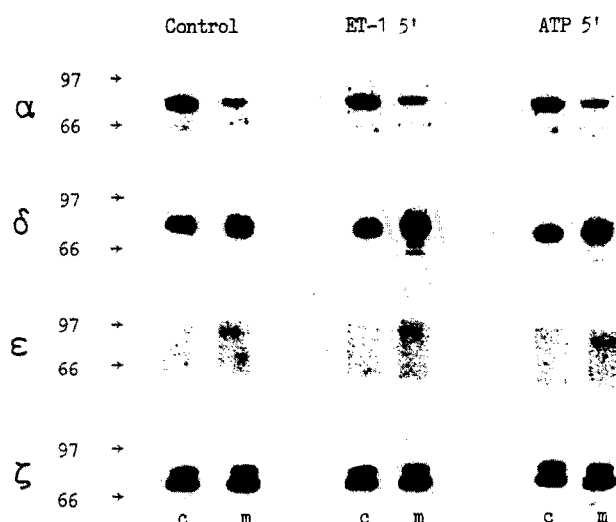 Control ET-1 5' ATP 5'
97 →
α
66 →
97 →
δ
66 →
97 →
ε
66 →
97 →
ζ
66 →
c m c m c m